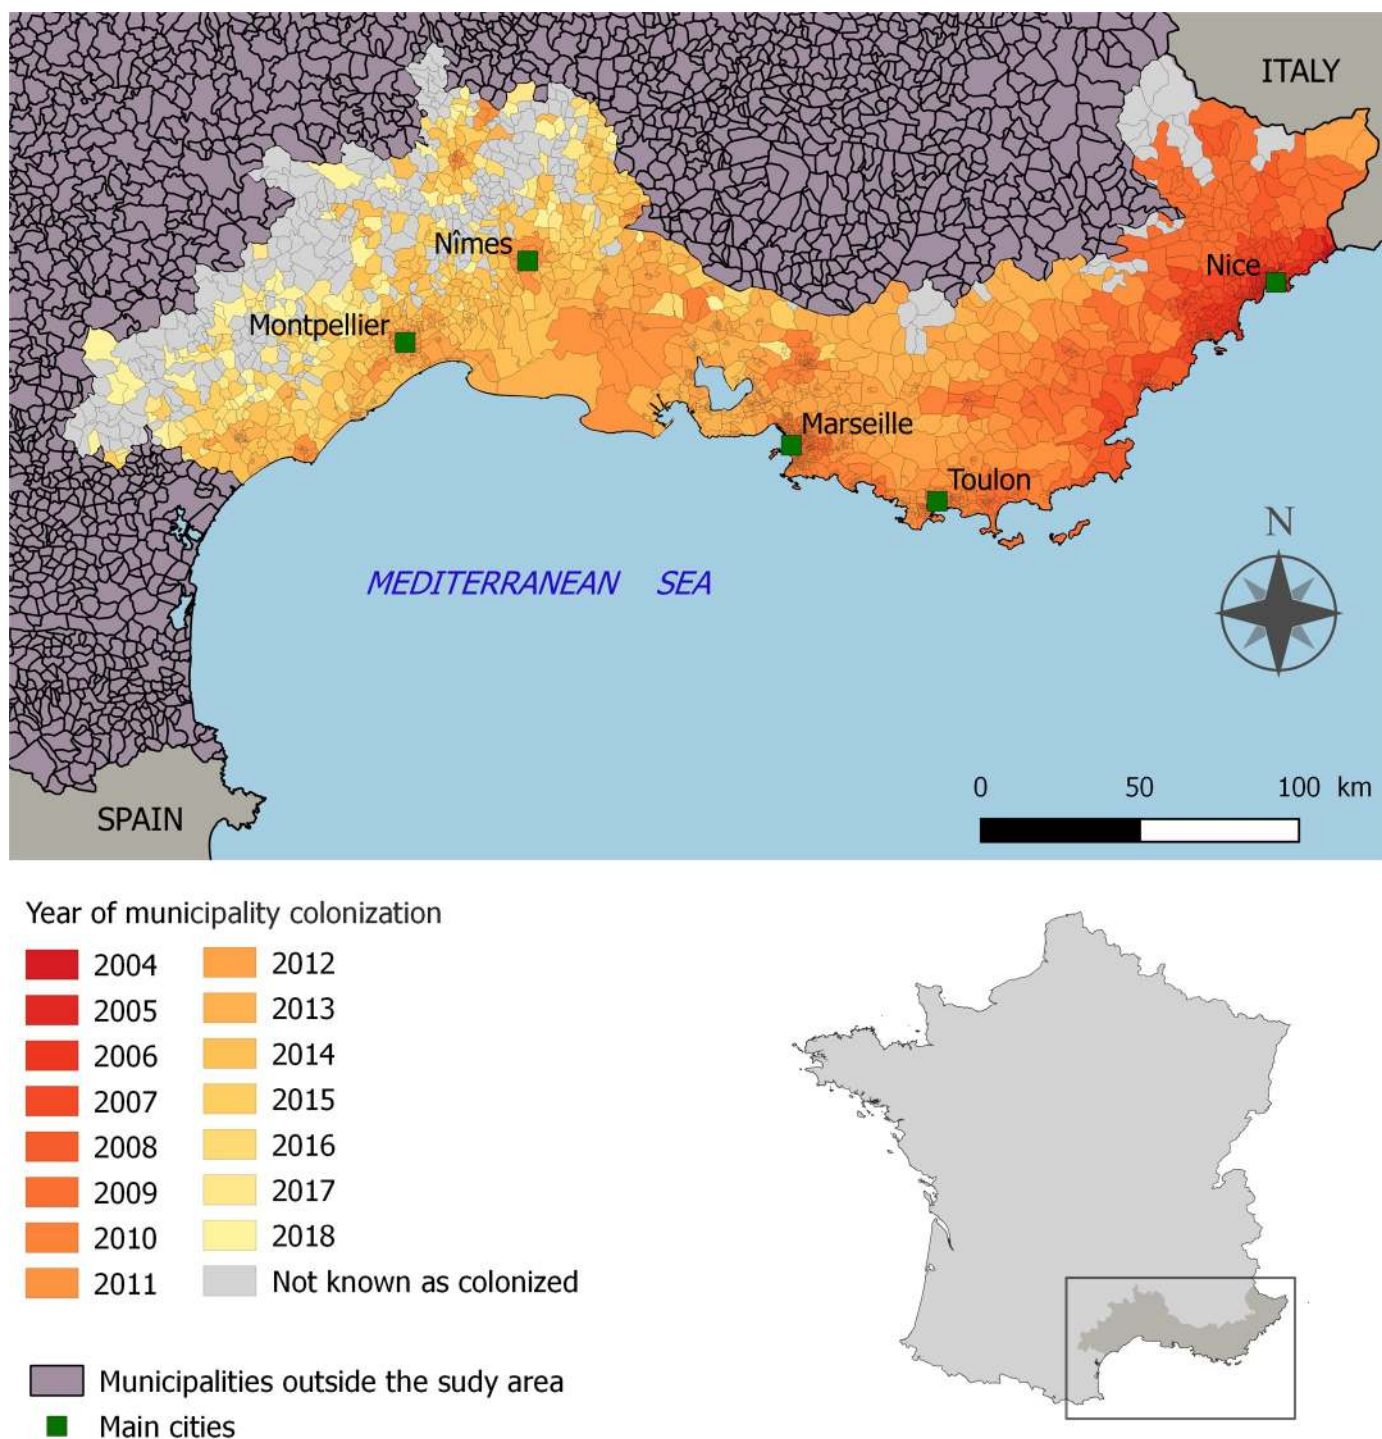 ITALY
Nîmes
Nice
Montpellier
Marseille
Toulon
N
MEDITERRANEAN SEA
0 50 100 km
SPAIN
Year of municipality colonization
2004
2005
2006
2007
2008
2009
2010
2011
2012
2013
2014
2015
2016
2017
2018
Not known as colonized
Municipalities outside the sudy area
Main cities